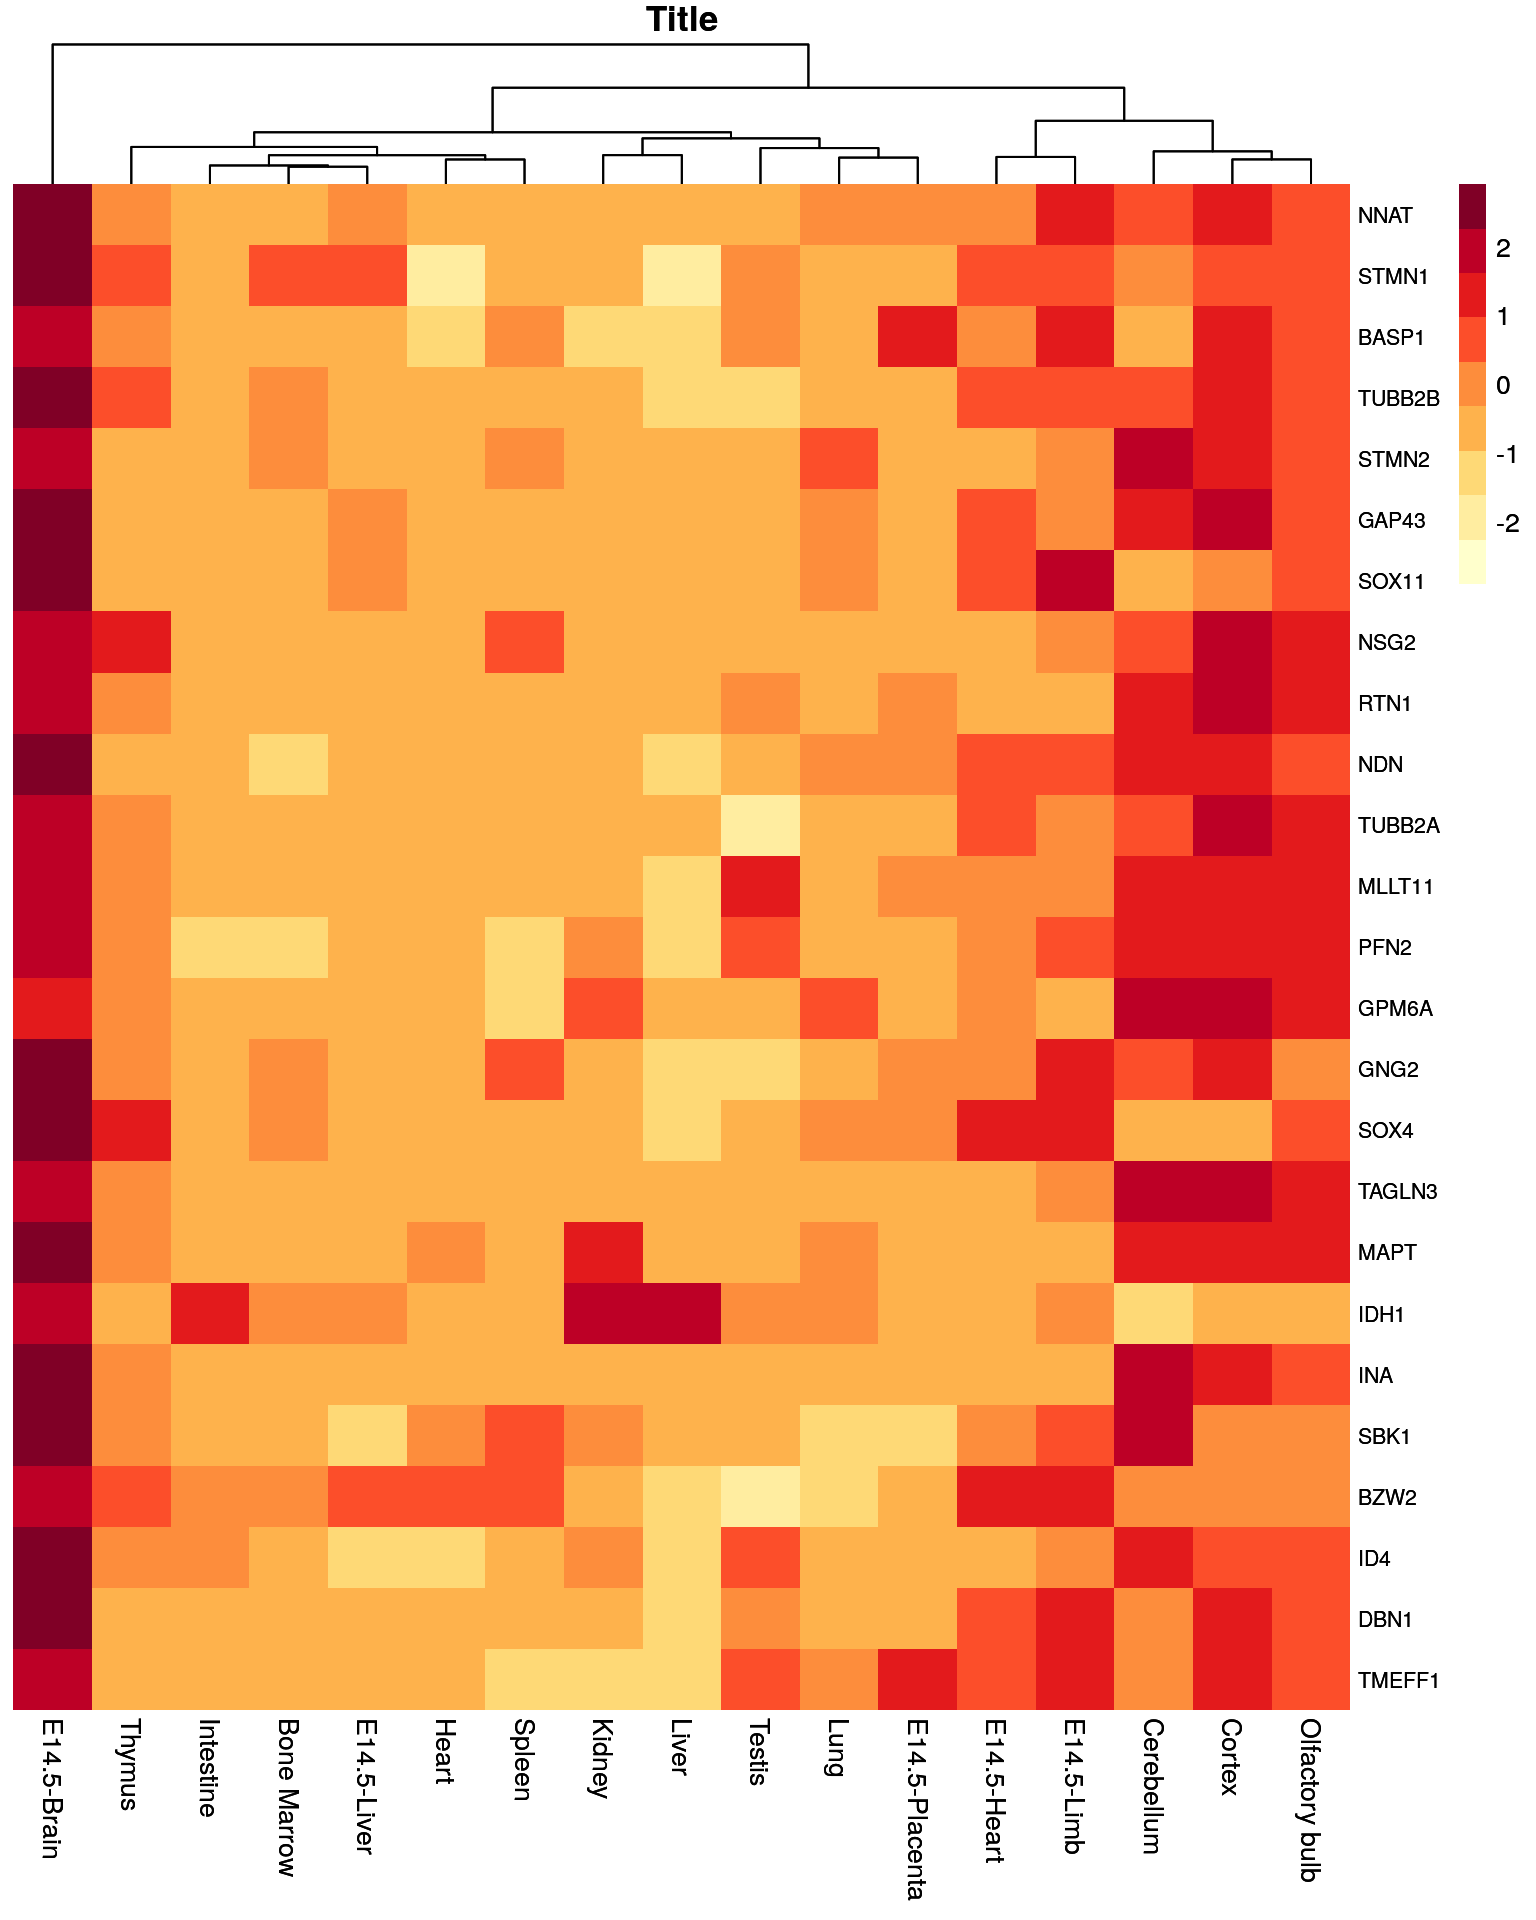 Title
NNAT
STMN1
BASP1
TUBB2B
STMN2
GAP43
SOX11
NSG2
RTN1
NDN
TUBB2A
MLLT11
PFN2
GPM6A
GNG2
SOX4
TAGLN3
MAPT
IDH1
INA
SBK1
BZW2
ID4
DBN1
TMEFF1
2
1
0
-1
-2
E14.5-Brain
Thymus
Intestine
Bone Marrow
E14.5-Liver
Heart
Spleen
Kidney
Liver
Testis
Lung
E14.5-Placenta
E14.5-Heart
E14.5-Limb
Cerebellum
Cortex
Olfactory bulb